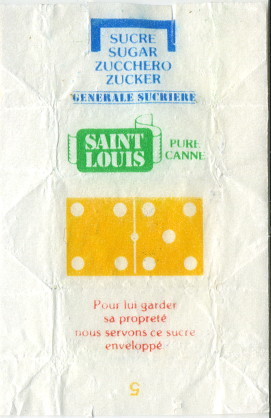 SUCRE
SUGAR
ZUCCHERO
ZUCKER
GENERALE SUCRIERE
SAINT
LOUIS
PURE
CANNE
Pour lui garder
sa propreté
nous servons ce sucre
enveloppé.
5